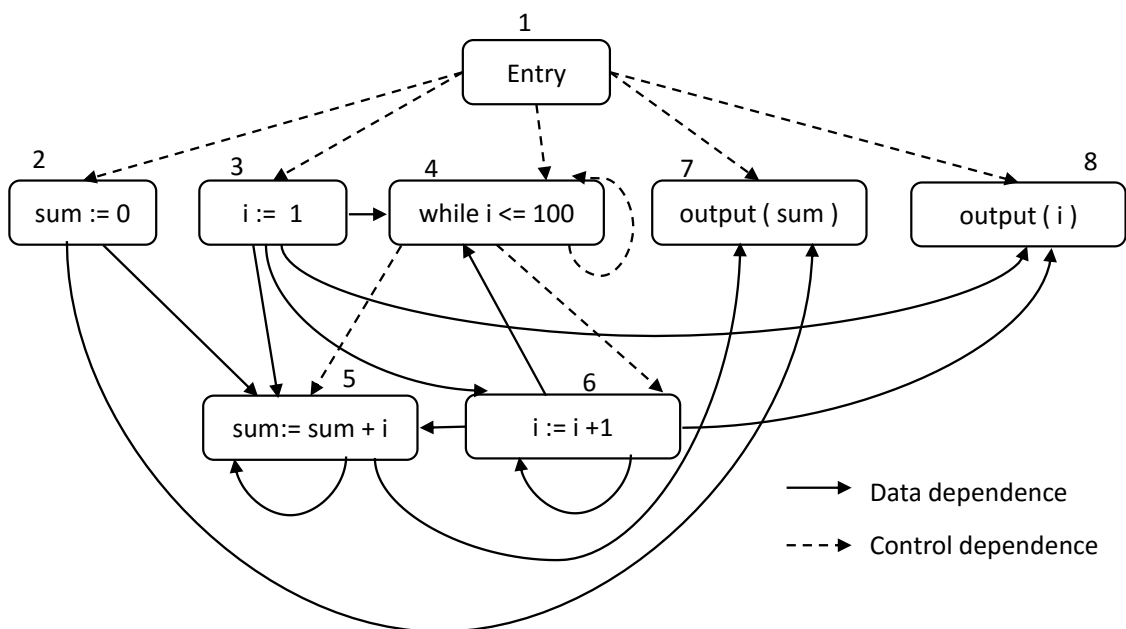 1
Entry
2
3
4
7
8
sum := 0
i :=  1
while i <= 100
output ( sum )
output ( i )
5
6
sum:= sum + i
i := i +1
Data dependence
Control dependence